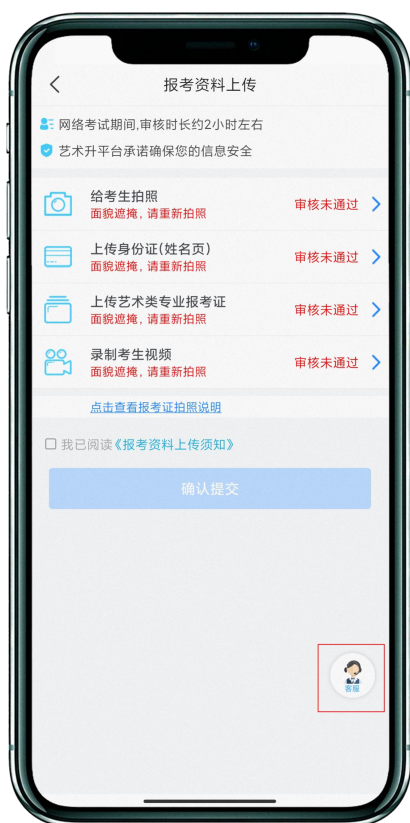 报考资料上传
网络考试期间,审核时长约2小时左右
艺术升平台承诺确保您的信息安全
给考生拍照
面貌遮掩, 请重新拍照
审核未通过
上传身份证(姓名页)
面貌遮掩, 请重新拍照
审核未通过
上传艺术类专业报考证
面貌遮掩, 请重新拍照
审核未通过
录制考生视频
面貌遮掩, 请重新拍照
审核未通过
点击查看报考证拍照说明
我已阅读《报考资料上传须知》
确认提交
客服